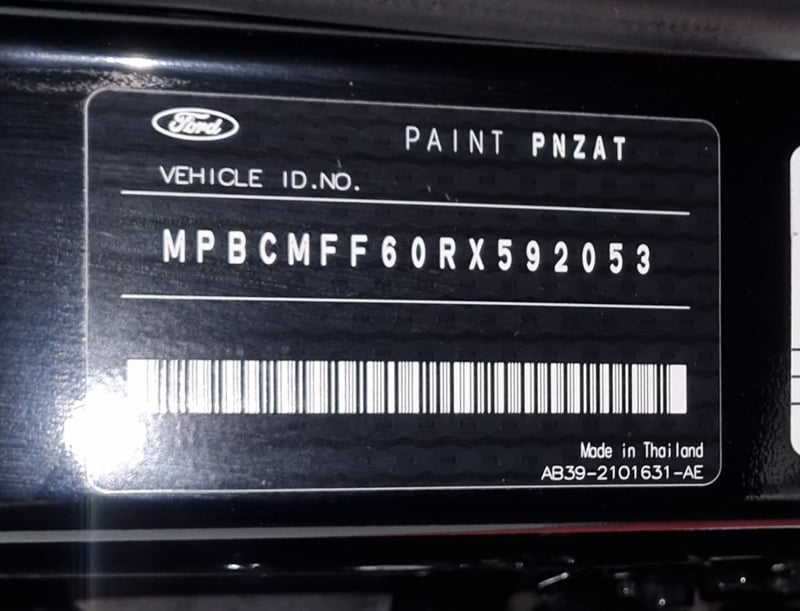 Ford
PAINT PNZAT
VEHICLE ID.NO.
MPBCMFF60RX592053
Made in Thailand
AB39-2101631-AE